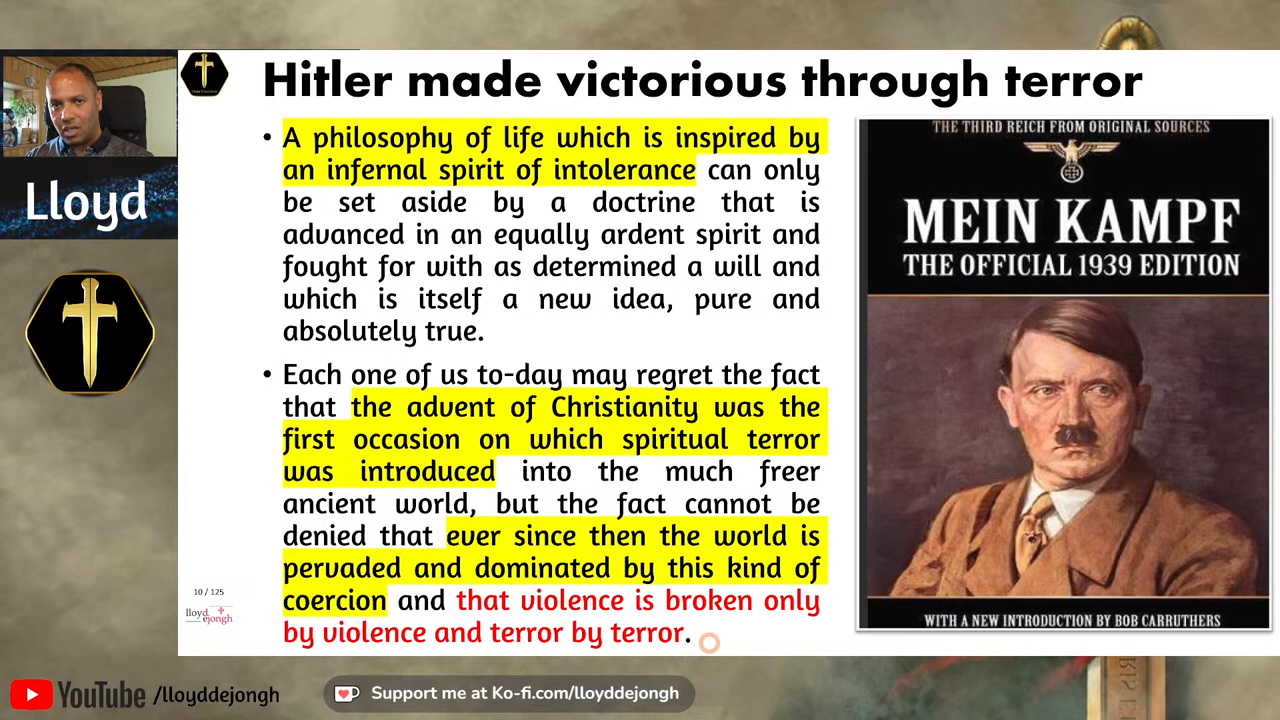 Hitler made victorious through terror
• A philosophy of life which is inspired by
an infernal spirit of intolerance can only
be set aside by a doctrine that is
advanced in an equally ardent spirit and
fought for with as determined a will and
which is itself a new idea, pure and
absolutely true.
• Each one of us to-day may regret the fact
that the advent of Christianity was the
first occasion on which spiritual terror
was introduced into the much freer
ancient world, but the fact cannot be
denied that ever since then the world is
pervaded and dominated by this kind of
coercion and that violence is broken only
by violence and terror by terror.
THE THIRD REICH FROM ORIGINAL SOURCES
MEIN KAMPF
THE OFFICIAL 1939 EDITION
WITH A NEW INTRODUCTION BY BOB CARRUTHERS
Lloyd
10 / 125
lloyd
ejongh
YouTube /lloyddejongh
Support me at Ko-fi.com/lloyddejongh